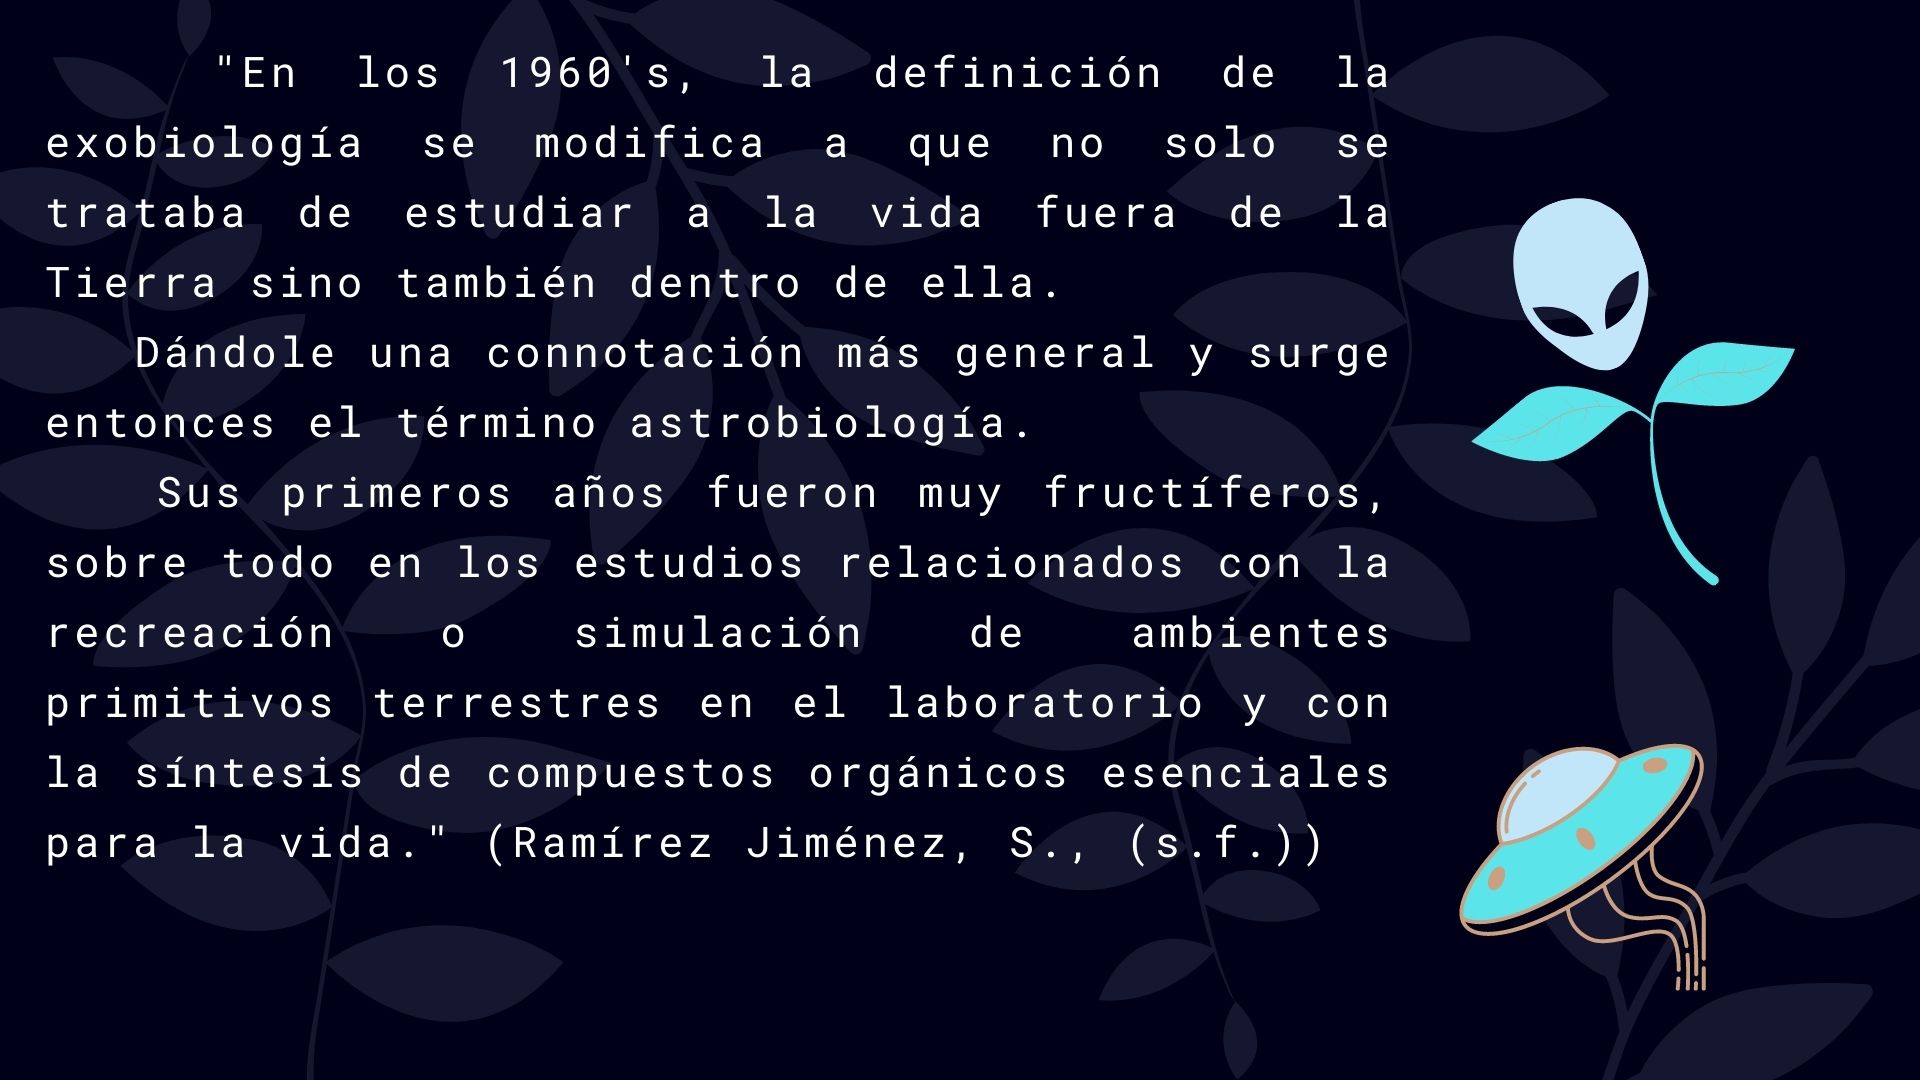 "En los 1960's, la definición de la
exobiología se modifica a que no solo se
trataba de estudiar a la vida fuera de la
Tierra sino también dentro de ella.
Dándole una connotación más general y surge
entonces el término astrobiología.
Sus primeros años fueron muy fructíferos,
sobre todo en los estudios relacionados con la
recreación o simulación de ambientes
primitivos terrestres en el laboratorio y con
la síntesis de compuestos orgánicos esenciales
para la vida." (Ramírez Jiménez, S., (s.f.))